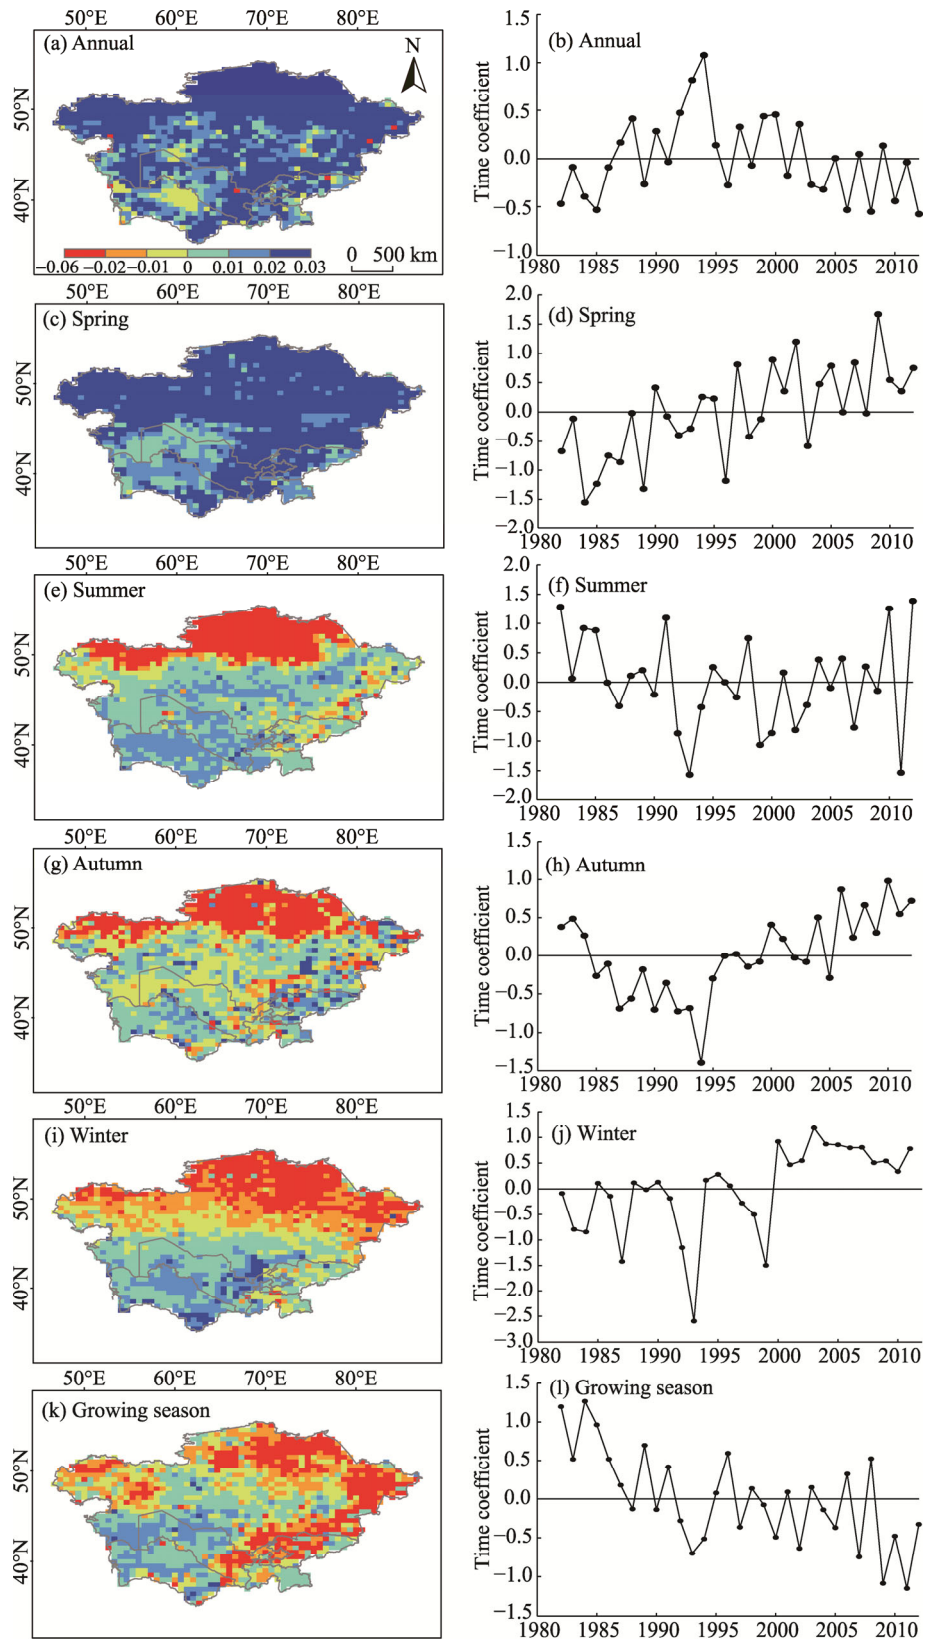 50°E 60°E 70°E 80°E
(a) Annual
N
50°N
40°N
−0.06 −0.02 −0.01 0 0.01 0.02 0.03
0 500 km
(b) Annual
Time coefficient
1.5
1.0
0.5
0.0
−0.5
−1.0
1980 1985 1990 1995 2000 2005 2010
50°E 60°E 70°E 80°E
(c) Spring
50°N
40°N
(d) Spring
Time coefficient
2.0
1.5
1.0
0.5
0.0
−0.5
−1.0
−1.5
−2.0
1980 1985 1990 1995 2000 2005 2010
50°E 60°E 70°E 80°E
(e) Summer
50°N
40°N
(f) Summer
Time coefficient
2.0
1.5
1.0
0.5
0.0
−0.5
−1.0
−1.5
−2.0
1980 1985 1990 1995 2000 2005 2010
50°E 60°E 70°E 80°E
(g) Autumn
50°N
40°N
(h) Autumn
Time coefficient
1.5
1.0
0.5
0.0
−0.5
−1.0
−1.5
1980 1985 1990 1995 2000 2005 2010
50°E 60°E 70°E 80°E
(i) Winter
50°N
40°N
(j) Winter
Time coefficient
1.5
1.0
0.5
0.0
−0.5
−1.0
−1.5
−2.0
−2.5
−3.0
1980 1985 1990 1995 2000 2005 2010
50°E 60°E 70°E 80°E
(k) Growing season
50°N
40°N
(l) Growing season
Time coefficient
1.5
1.0
0.5
0.0
−0.5
−1.0
−1.5
1980 1985 1990 1995 2000 2005 2010